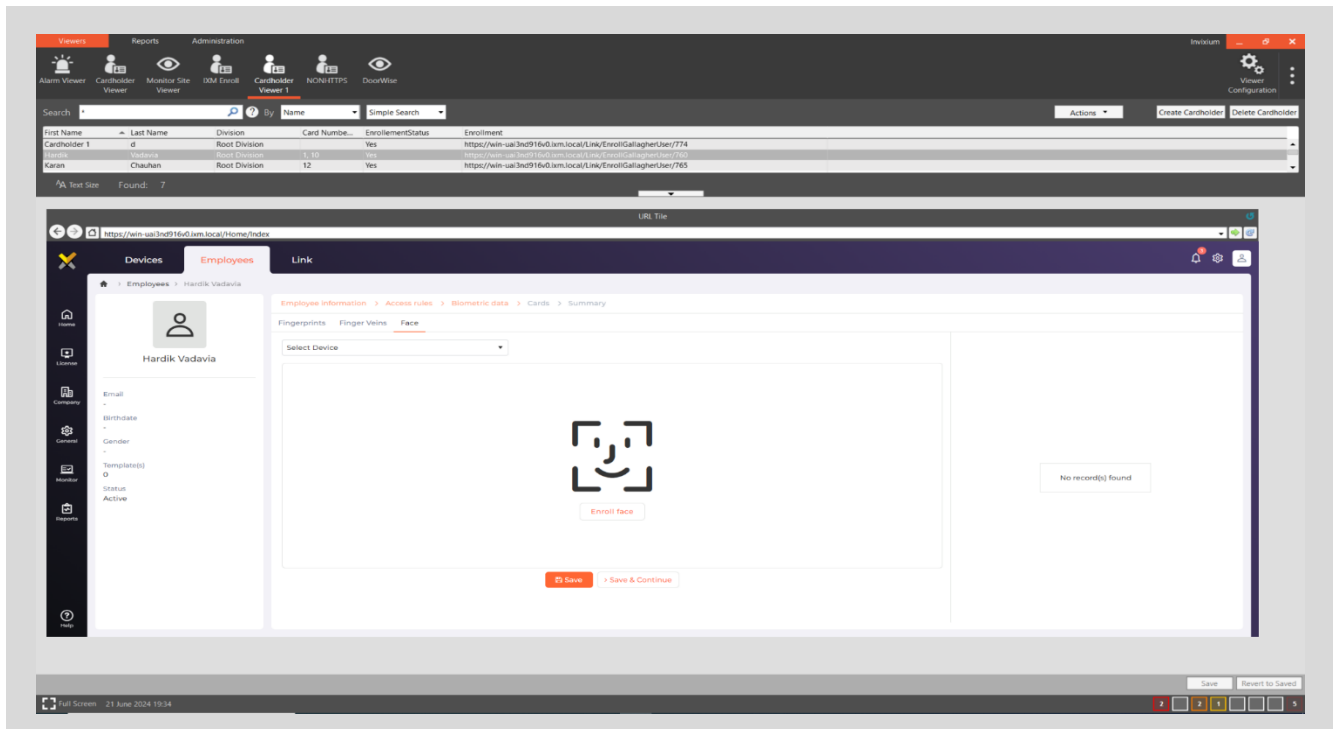 Viewers Reports Administration Invixium
Alarm Viewer Cardholder Viewer Monitor Site Viewer IXM Enroll Cardholder Viewer 1 NONHTTPS DoorWise Viewer Configuration
Search * ? By Name Simple Search Actions Create Cardholder Delete Cardholder
First Name Last Name Division Card Numbe... EnrollementStatus Enrollment
Cardholder 1 d Root Division Yes https://win-uai3nd916v0.ixm.local/Link/EnrollGallagherUser/774
Hardik Vadavia Root Division 1, 10 Yes https://win-uai3nd916v0.ixm.local/Link/EnrollGallagherUser/760
Karan Chauhan Root Division 12 Yes https://win-uai3nd916v0.ixm.local/Link/EnrollGallagherUser/765
AA Text Size Found: 7
URL Tile
https://win-uai3nd916v0.ixm.local/Home/Index
Devices Employees Link
Employees > Hardik Vadavia
Home
License
Company
General
Monitor
Reports
Help
Hardik Vadavia
Email
-
Birthdate
-
Gender
-
Template(s)
0
Status
Active
Employee information > Access rules > Biometric data > Cards > Summary
Fingerprints Finger Veins Face
Select Device
Enroll face
No record(s) found
Save > Save & Continue
Save Revert to Saved
Full Screen 21 June 2024 19:34 2 2 1 5